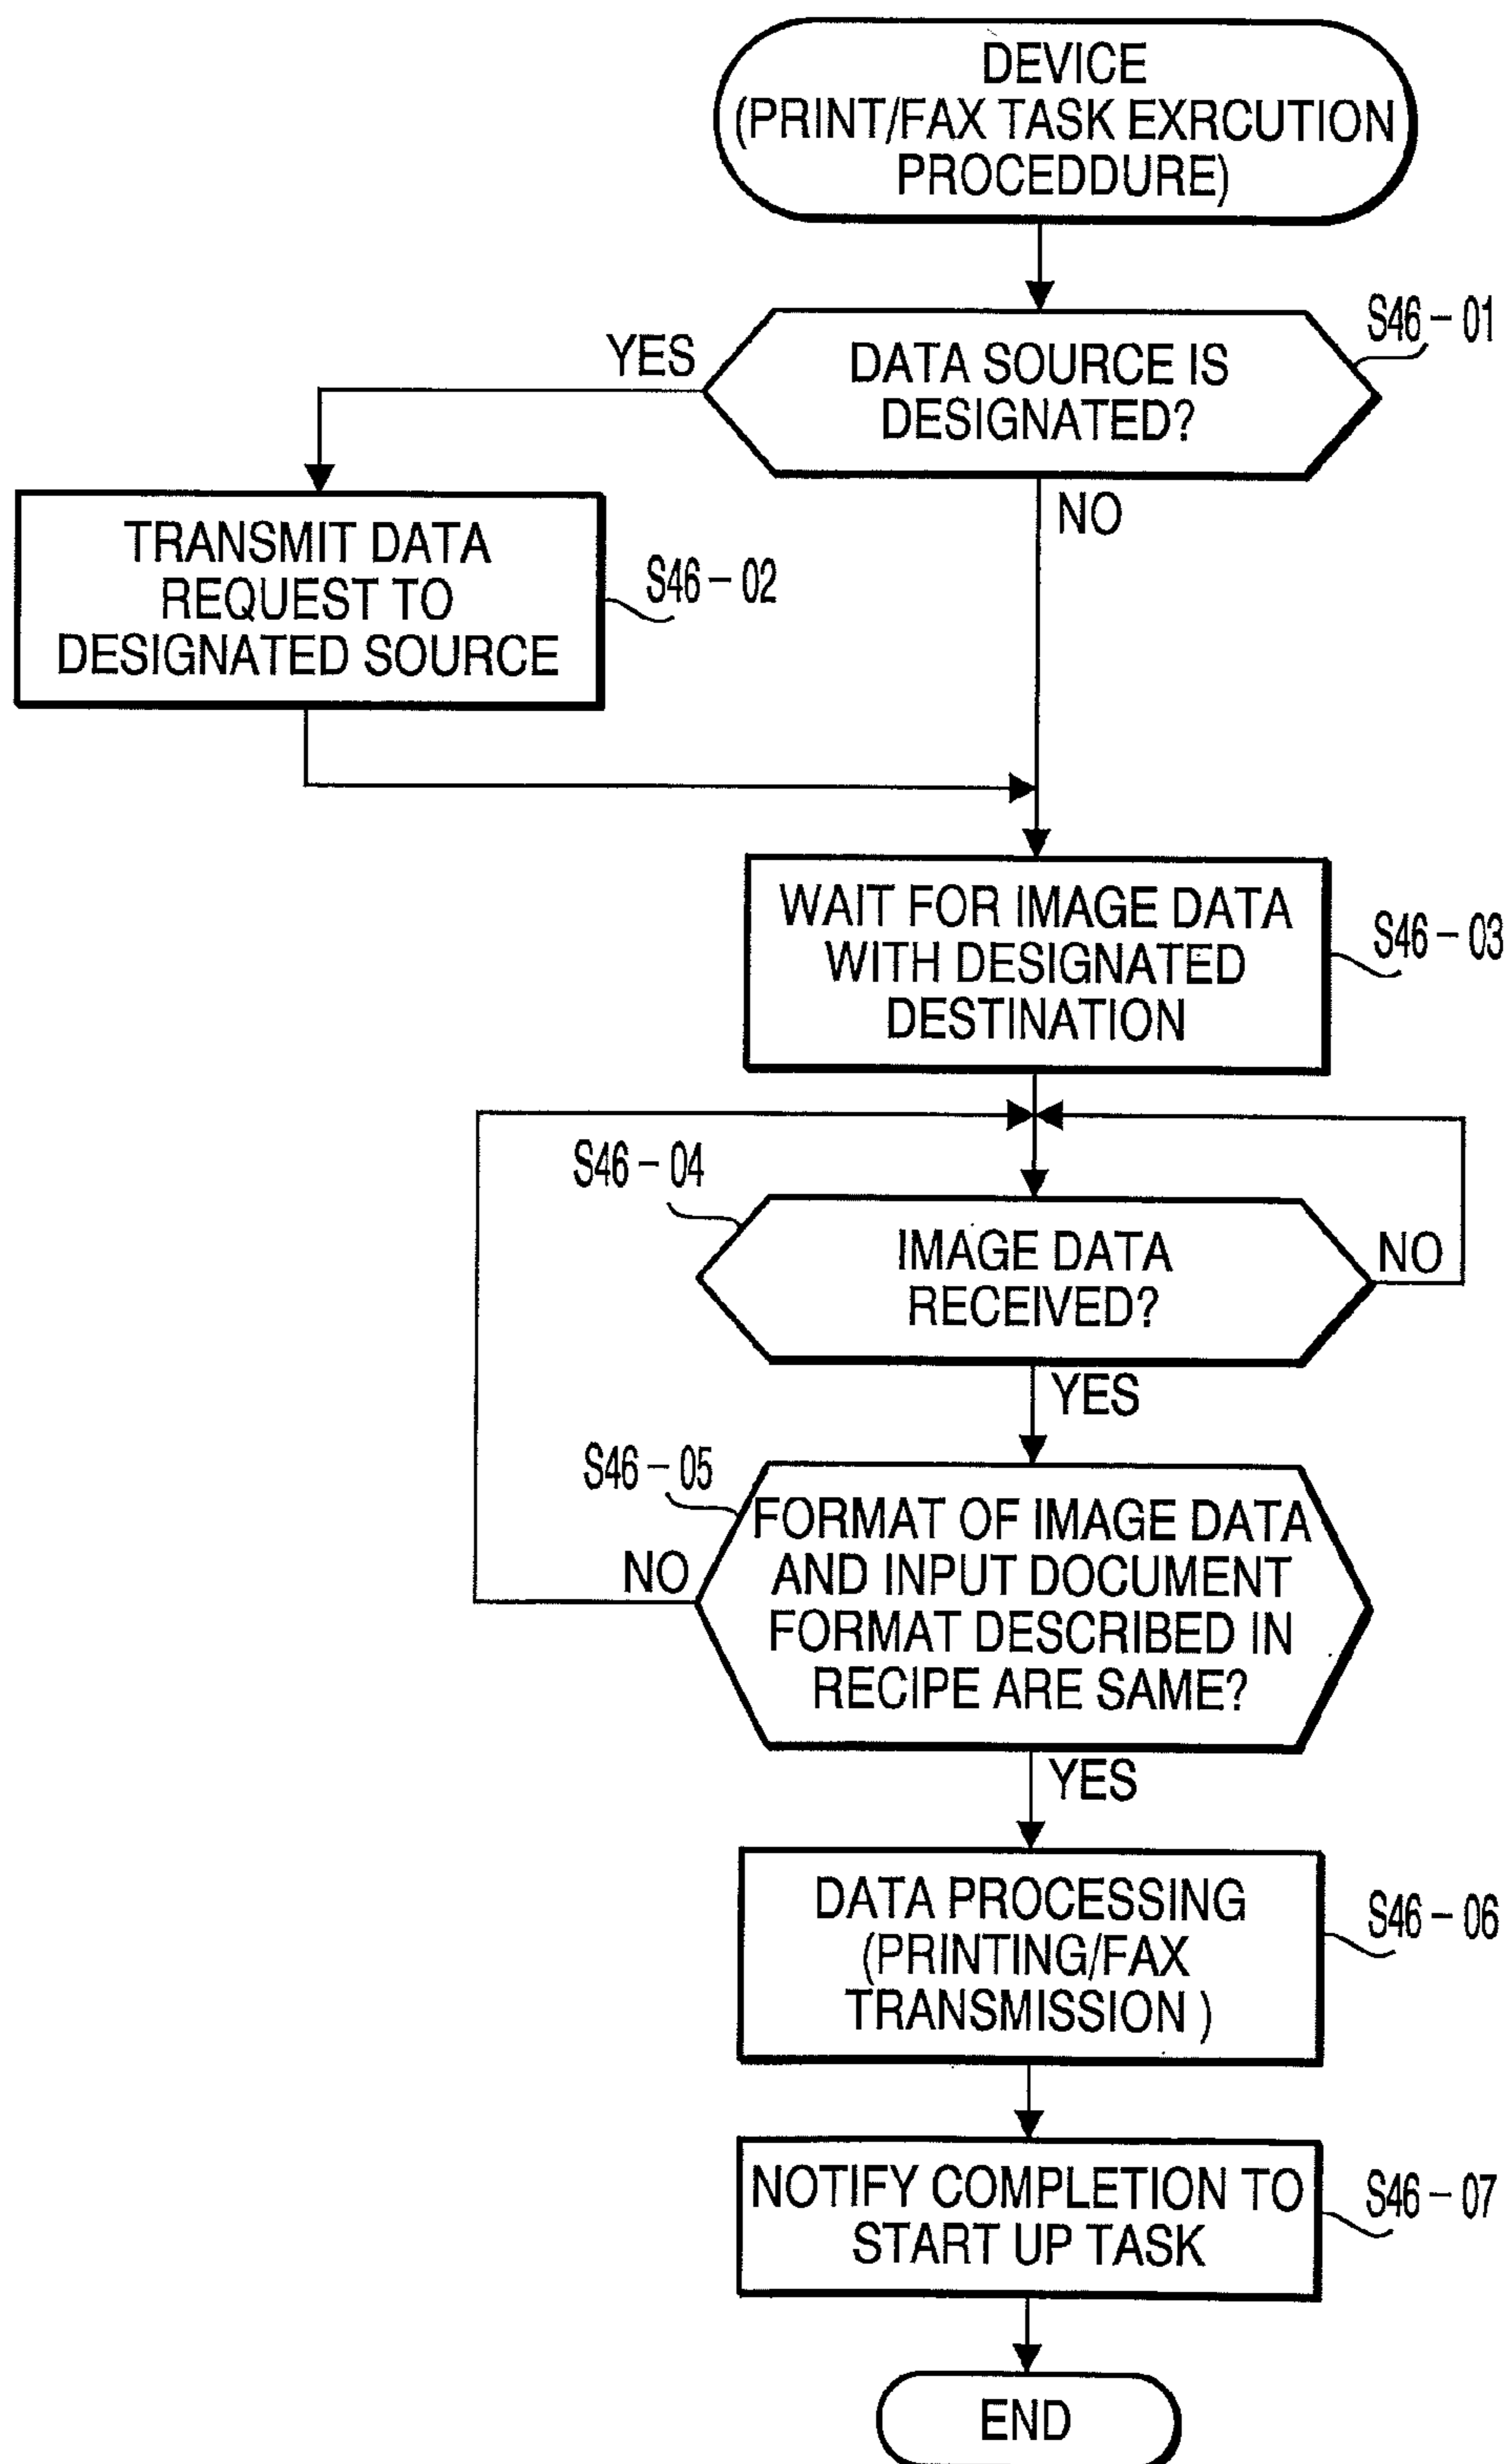 DEVICE
(PRINT/FAX TASK EXRCUTION
PROCEDDURE)
S46-01
YES
DATA SOURCE IS
DESIGNATED?
NO
TRANSMIT DATA
REQUEST TO
DESIGNATED SOURCE
S46-02
WAIT FOR IMAGE DATA
WITH DESIGNATED
DESTINATION
S46-03
S46-04
IMAGE DATA
RECEIVED?
NO
YES
S46-05
FORMAT OF IMAGE DATA
AND INPUT DOCUMENT
FORMAT DESCRIBED IN
RECIPE ARE SAME?
NO
YES
DATA PROCESSING
(PRINTING/FAX
TRANSMISSION )
S46-06
NOTIFY COMPLETION TO
START UP TASK
S46-07
END